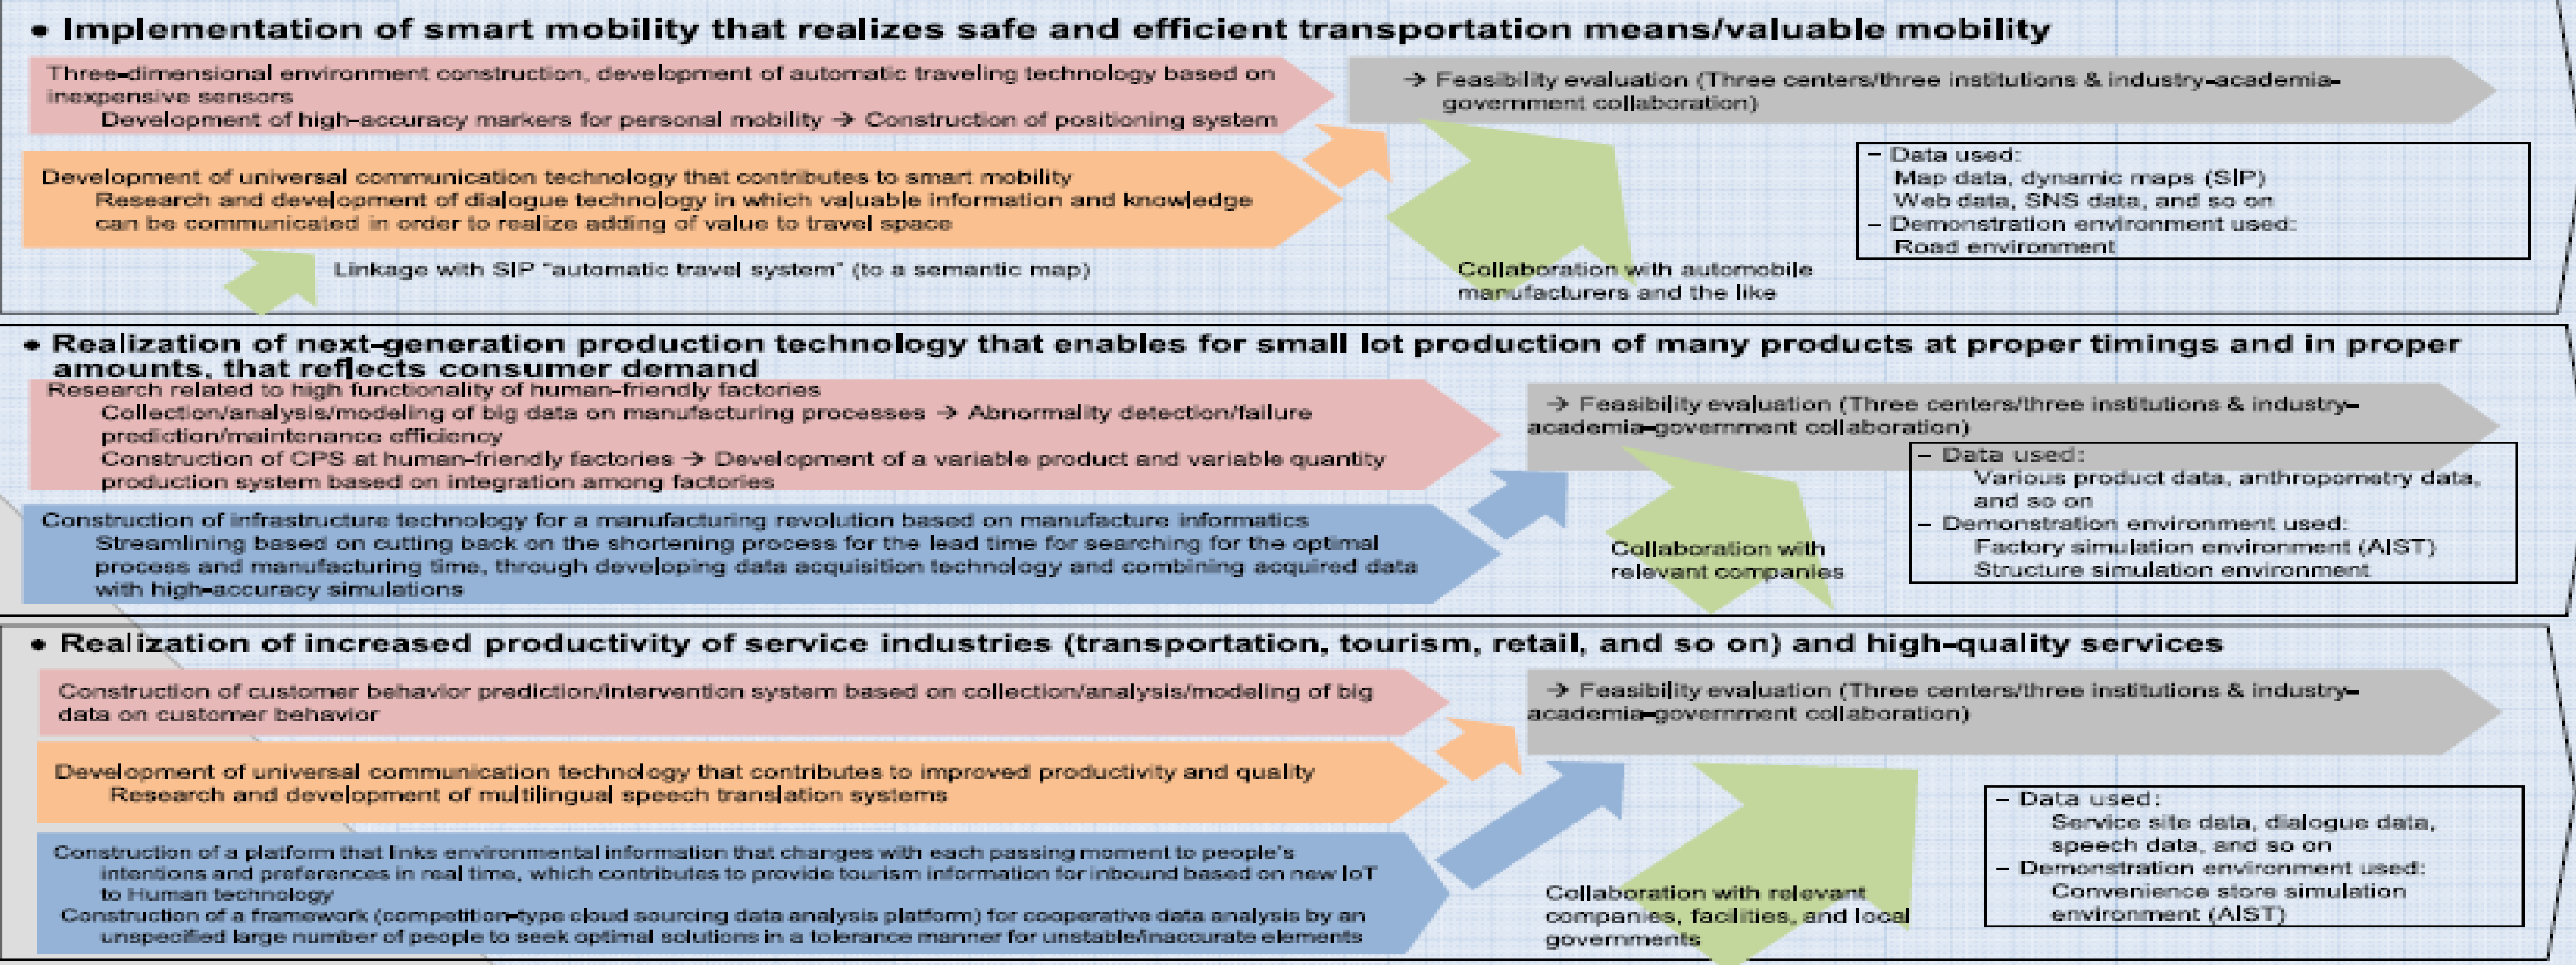 • Implementation of smart mobility that realizes safe and efficient transportation means/valuable mobility
Three-dimensional environment construction, development of automatic traveling technology based on
inexpensive sensors
Development of high-accuracy markers for personal mobility → Construction of positioning system
→ Feasibility evaluation (Three centers/three institutions & industry-academia-
government collaboration)
Development of universal communication technology that contributes to smart mobility
Research and development of dialogue technology in which valuable information and knowledge
can be communicated in order to realize adding of value to travel space
– Data used:
Map data, dynamic maps (SIP)
Web data, SNS data, and so on
– Demonstration environment used:
Road environment
Linkage with SIP "automatic travel system" (to a semantic map)
Collaboration with automobile
manufacturers and the like
• Realization of next-generation production technology that enables for small lot production of many products at proper timings and in proper
amounts, that reflects consumer demand
Research related to high functionality of human-friendly factories
Collection/analysis/modeling of big data on manufacturing processes → Abnormality detection/failure
prediction/maintenance efficiency
Construction of CPS at human-friendly factories → Development of a variable product and variable quantity
production system based on integration among factories
→ Feasibility evaluation (Three centers/three institutions & industry-
academia-government collaboration)
Construction of infrastructure technology for a manufacturing revolution based on manufacture informatics
Streamlining based on cutting back on the shortening process for the lead time for searching for the optimal
process and manufacturing time, through developing data acquisition technology and combining acquired data
with high-accuracy simulations
Collaboration with
relevant companies
– Data used:
Various product data, anthropometry data,
and so on
– Demonstration environment used:
Factory simulation environment (AIST)
Structure simulation environment
• Realization of increased productivity of service industries (transportation, tourism, retail, and so on) and high-quality services
Construction of customer behavior prediction/intervention system based on collection/analysis/modeling of big
data on customer behavior
→ Feasibility evaluation (Three centers/three institutions & industry-
academia-government collaboration)
Development of universal communication technology that contributes to improved productivity and quality
Research and development of multilingual speech translation systems
Construction of a platform that links environmental information that changes with each passing moment to people's
intentions and preferences in real time, which contributes to provide tourism information for inbound based on new IoT
to Human technology
Construction of a framework (competition-type cloud sourcing data analysis platform) for cooperative data analysis by an
unspecified large number of people to seek optimal solutions in a tolerance manner for unstable/inaccurate elements
Collaboration with relevant
companies, facilities, and local
governments
– Data used:
Service site data, dialogue data,
speech data, and so on
– Demonstration environment used:
Convenience store simulation
environment (AIST)